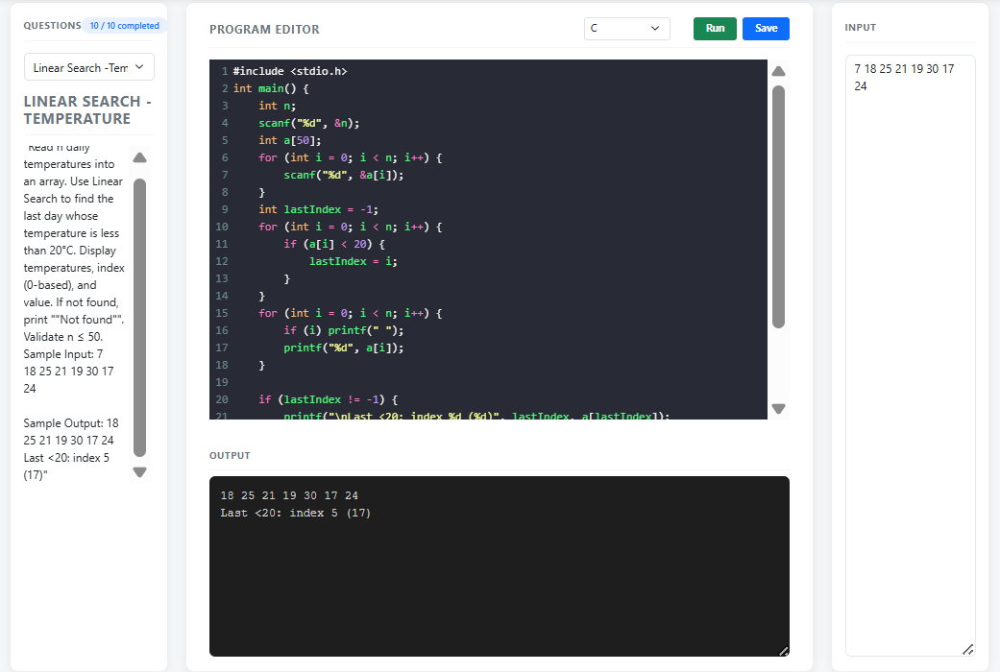 QUESTIONS 10 / 10 completed
Linear Search -Tem
LINEAR SEARCH -
TEMPERATURE
"Read n daily
temperatures into
an array. Use Linear
Search to find the
last day whose
temperature is less
than 20°C. Display
temperatures, index
(0-based), and
value. If not found,
print ""Not found"".
Validate n ≤ 50.
Sample Input: 7
18 25 21 19 30 17
24
Sample Output: 18
25 21 19 30 17 24
Last <20: index 5
(17)"
PROGRAM EDITOR
C
Run
Save
1 #include <stdio.h>
2 int main() {
3     int n;
4     scanf("%d", &n);
5     int a[50];
6     for (int i = 0; i < n; i++) {
7         scanf("%d", &a[i]);
8     }
9     int lastIndex = -1;
10     for (int i = 0; i < n; i++) {
11         if (a[i] < 20) {
12             lastIndex = i;
13         }
14     }
15     for (int i = 0; i < n; i++) {
16         if (i) printf(" ");
17         printf("%d", a[i]);
18     }
19
20     if (lastIndex != -1) {
21         printf("\nLast <20: index %d (%d)", lastIndex, a[lastIndex]);
OUTPUT
18 25 21 19 30 17 24
Last <20: index 5 (17)
INPUT
7 18 25 21 19 30 17
24